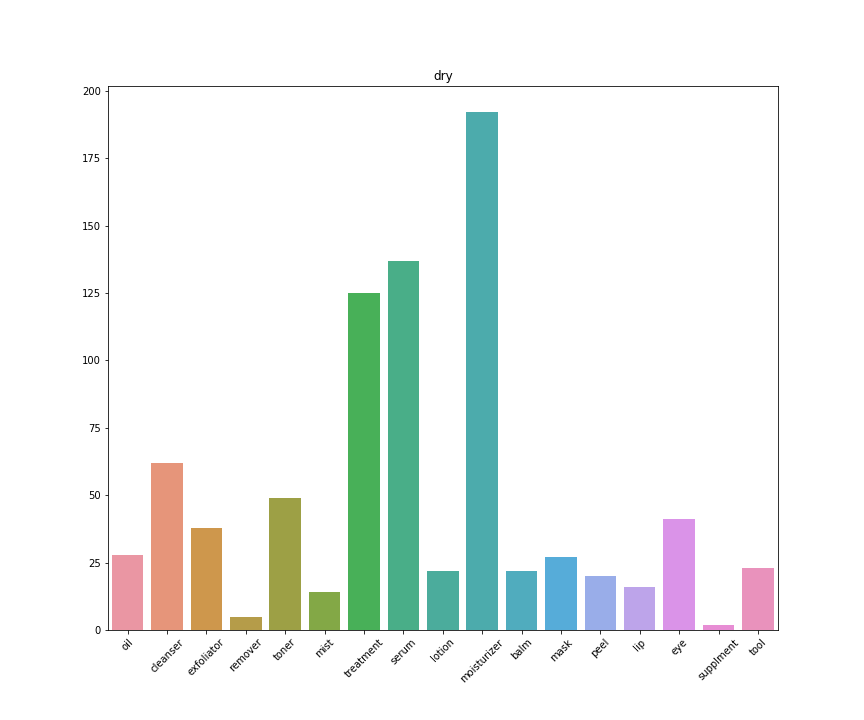 dry
200
175
150
125
100
75
50
25
0
oil
cleanser
exfoliator
remover
toner
mist
treatment
serum
lotion
moisturizer
balm
mask
peel
lip
eye
supplment
tool